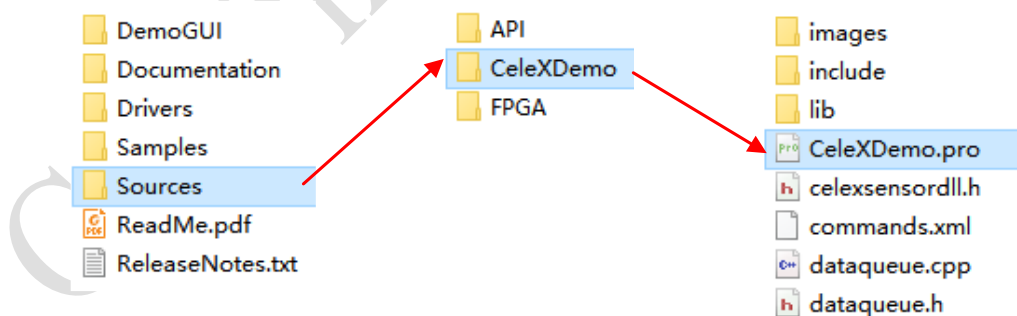 DemoGUI
Documentation
Drivers
Samples
Sources
ReadMe.pdf
ReleaseNotes.txt
API
CeleXDemo
FPGA
images
include
lib
CeleXDemo.pro
celexsensordll.h
commands.xml
dataqueue.cpp
dataqueue.h